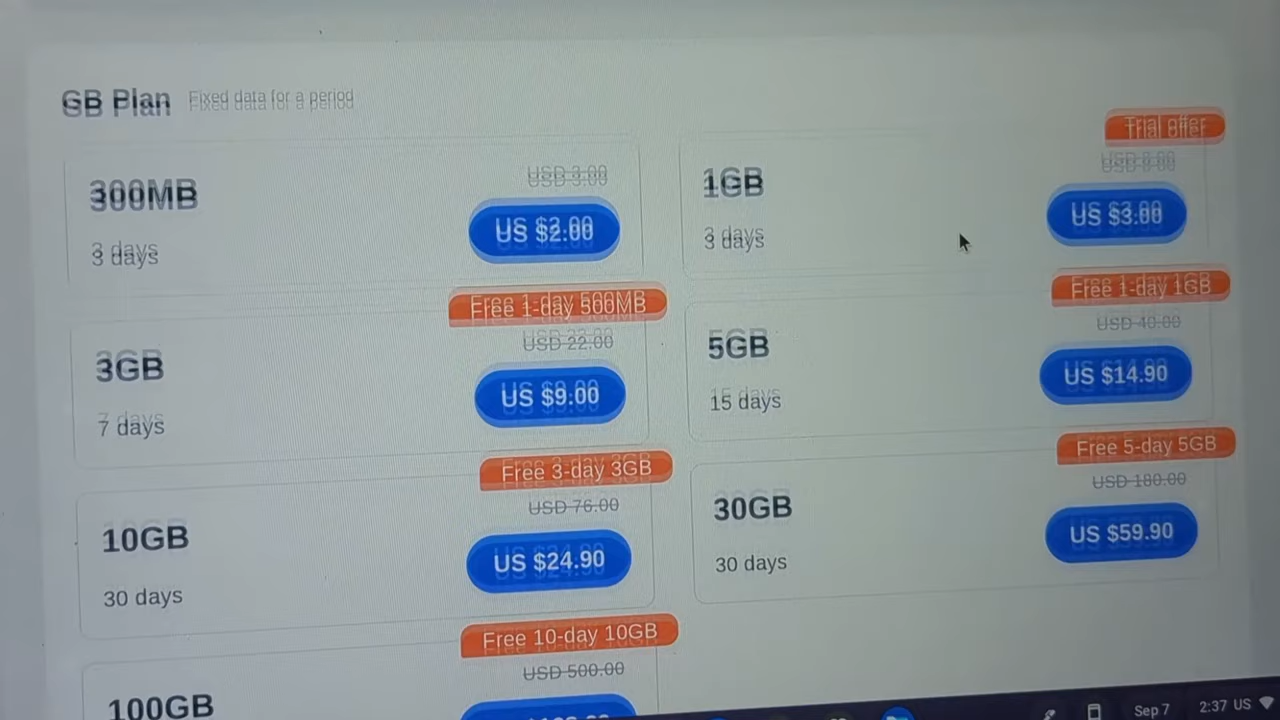 GB Plan Fixed data for a period
Trial offer
300MB
USD 3.00
US $2.00
3 days
1GB
USD 8.00
US $3.00
3 days
Free 1-day 500MB
3GB
USD 22.00
US $9.00
7 days
Free 1-day 1GB
5GB
USD 40.00
US $14.90
15 days
Free 3-day 3GB
10GB
USD 76.00
US $24.90
30 days
Free 5-day 5GB
30GB
USD 180.00
US $59.90
30 days
Free 10-day 10GB
100GB
USD 500.00
Sep 7
2:37 US